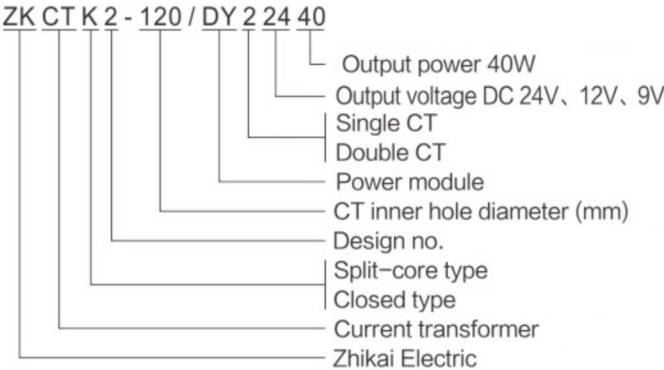 ZK CT K 2 - 120 / DY 2 24 40
Output power 40W
Output voltage DC 24V、12V、9V
Single CT
Double CT
Power module
CT inner hole diameter (mm)
Design no.
Split-core type
Closed type
Current transformer
Zhikai Electric